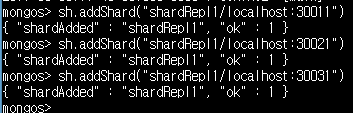 mongos> sh.addShard("shardRepl1/localhost:30011")
{ "shardAdded" : "shardRepl1", "ok" : 1 }
mongos> sh.addShard("shardRepl1/localhost:30021")
{ "shardAdded" : "shardRepl1", "ok" : 1 }
mongos> sh.addShard("shardRepl1/localhost:30031")
{ "shardAdded" : "shardRepl1", "ok" : 1 }
mongos>